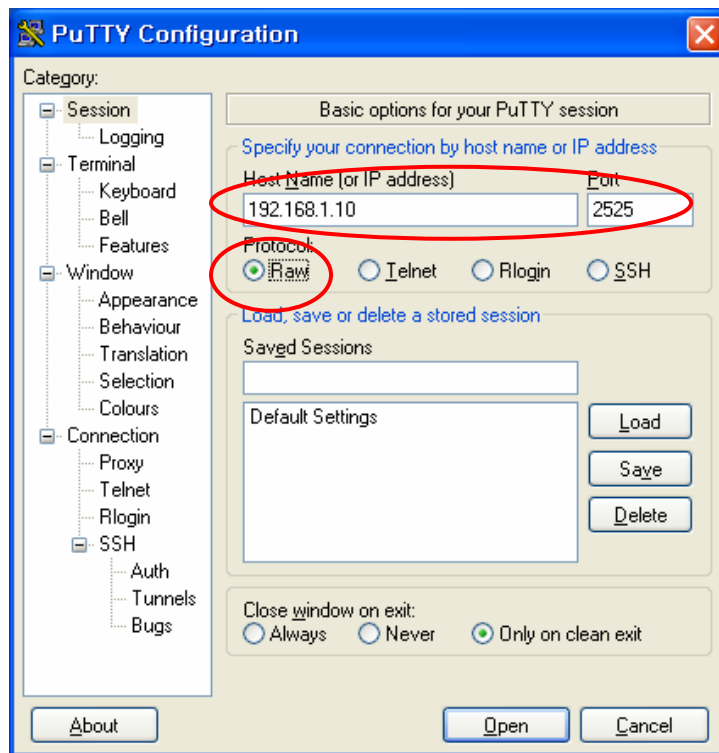 PuTTY Configuration
Category:
Session
Logging
Terminal
Keyboard
Bell
Features
Window
Appearance
Behaviour
Translation
Selection
Colours
Connection
Proxy
Telnet
Rlogin
SSH
Auth
Tunnels
Bugs
Basic options for your PuTTY session
Specify your connection by host name or IP address
Host Name (or IP address) Port
192.168.1.10 2525
Protocol:
Raw Telnet Rlogin SSH
Load, save or delete a stored session
Saved Sessions
Default Settings
Load
Save
Delete
Close window on exit:
Always Never Only on clean exit
About Open Cancel